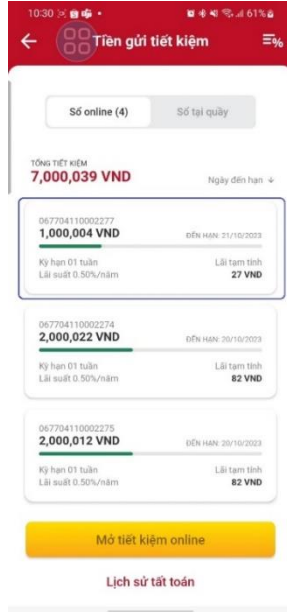 10:30 61%
Tiền gửi tiết kiệm
Sổ online (4) Sổ tại quầy
TỔNG TIẾT KIỆM
7,000,039 VND Ngày đến hạn ↓
067704110002277
1,000,004 VND ĐẾN HẠN: 21/10/2023
Kỳ hạn 01 tuần Lãi tạm tính
Lãi suất 0.50%/năm 27 VND
067704110002274
2,000,022 VND ĐẾN HẠN: 20/10/2023
Kỳ hạn 01 tuần Lãi tạm tính
Lãi suất 0.50%/năm 82 VND
067704110002275
2,000,012 VND ĐẾN HẠN: 20/10/2023
Kỳ hạn 01 tuần Lãi tạm tính
Lãi suất 0.50%/năm 82 VND
Mở tiết kiệm online
Lịch sử tất toán